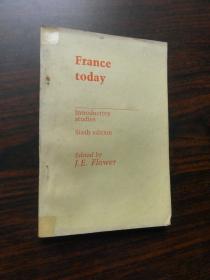 France
today
Introductory
studies
Sixth edition
Edited by
J.E. Flower